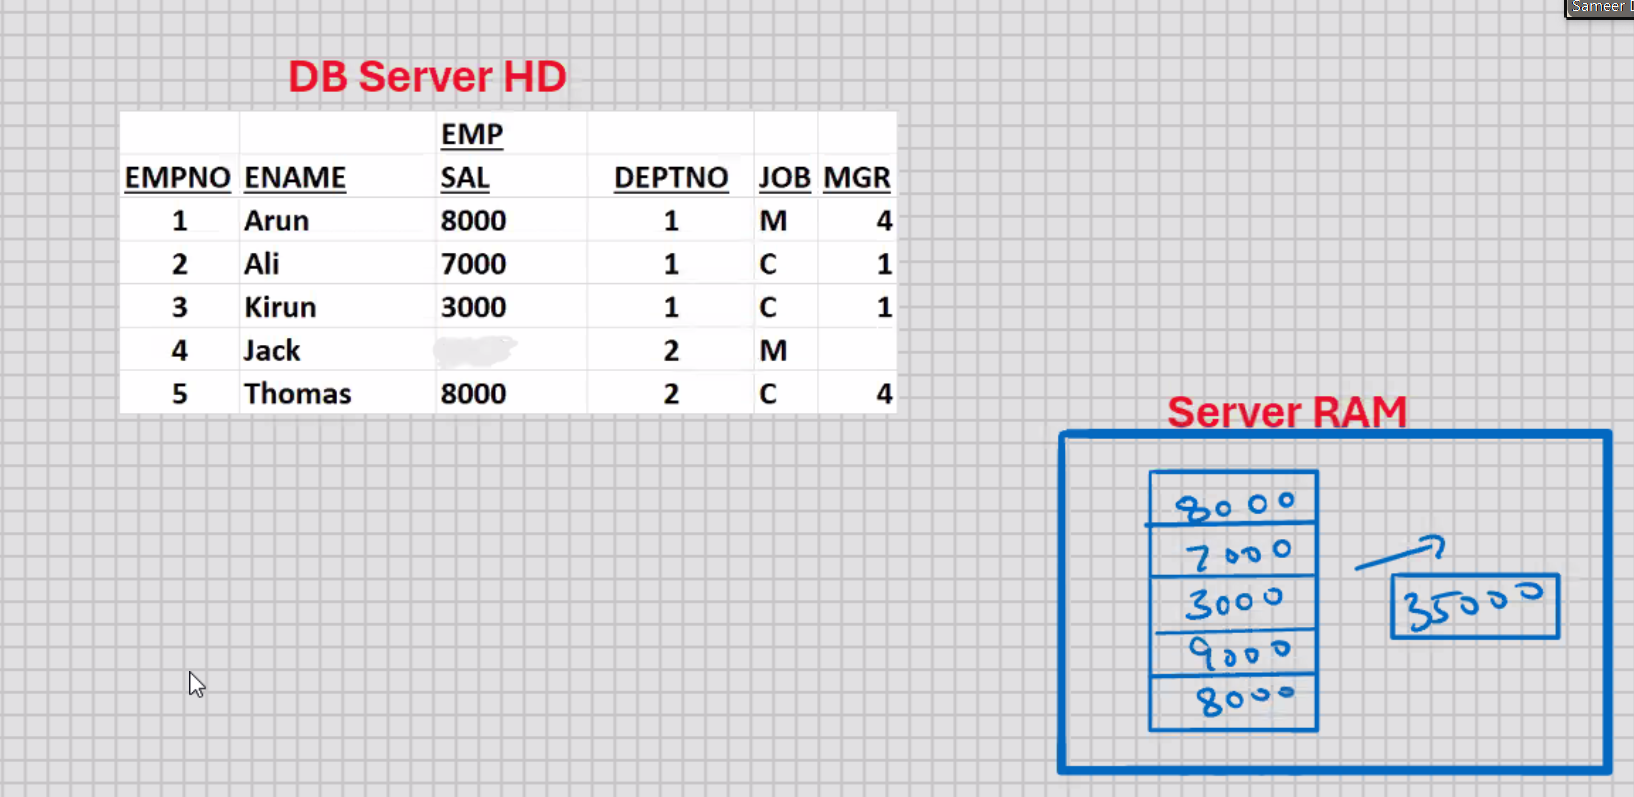 Sameer
DB Server HD
EMP
EMPNO ENAME SAL DEPTNO JOB MGR
1 Arun 8000 1 M 4
2 Ali 7000 1 C 1
3 Kirun 3000 1 C 1
4 Jack 2 M
5 Thomas 8000 2 C 4
Server RAM
8000
7000
3000
9000
8000
35000